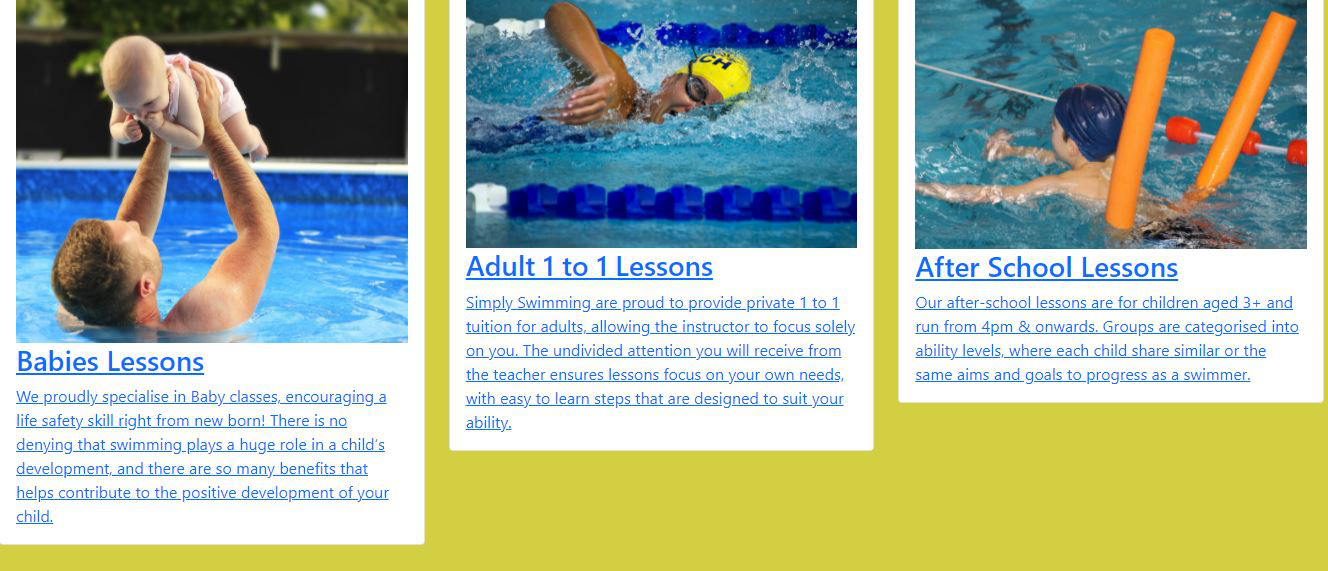 CH
Babies Lessons
We proudly specialise in Baby classes, encouraging a
life safety skill right from new born! There is no
denying that swimming plays a huge role in a child's
development, and there are so many benefits that
helps contribute to the positive development of your
child.
Adult 1 to 1 Lessons
Simply Swimming are proud to provide private 1 to 1
tuition for adults, allowing the instructor to focus solely
on you. The undivided attention you will receive from
the teacher ensures lessons focus on your own needs,
with easy to learn steps that are designed to suit your
ability.
After School Lessons
Our after-school lessons are for children aged 3+ and
run from 4pm & onwards. Groups are categorised into
ability levels, where each child share similar or the
same aims and goals to progress as a swimmer.